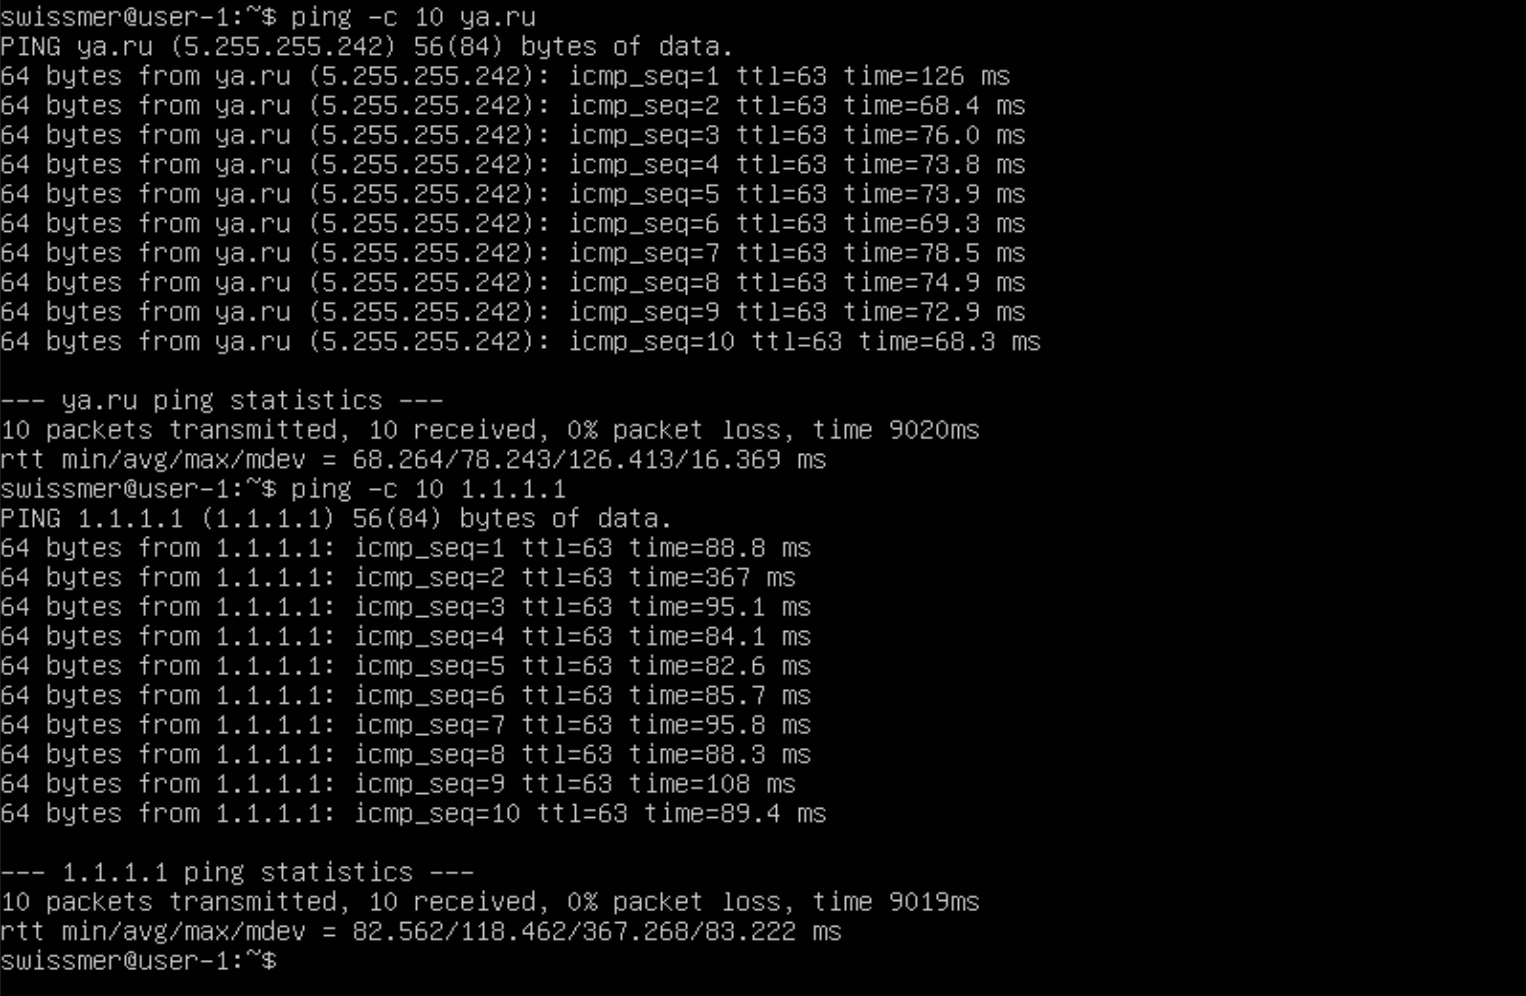 swissmer@user-1:~$ ping -c 10 ya.ru
PING ya.ru (5.255.255.242) 56(84) bytes of data.
64 bytes from ya.ru (5.255.255.242): icmp_seq=1 ttl=63 time=126 ms
64 bytes from ya.ru (5.255.255.242): icmp_seq=2 ttl=63 time=68.4 ms
64 bytes from ya.ru (5.255.255.242): icmp_seq=3 ttl=63 time=76.0 ms
64 bytes from ya.ru (5.255.255.242): icmp_seq=4 ttl=63 time=73.8 ms
64 bytes from ya.ru (5.255.255.242): icmp_seq=5 ttl=63 time=73.9 ms
64 bytes from ya.ru (5.255.255.242): icmp_seq=6 ttl=63 time=69.3 ms
64 bytes from ya.ru (5.255.255.242): icmp_seq=7 ttl=63 time=78.5 ms
64 bytes from ya.ru (5.255.255.242): icmp_seq=8 ttl=63 time=74.9 ms
64 bytes from ya.ru (5.255.255.242): icmp_seq=9 ttl=63 time=72.9 ms
64 bytes from ya.ru (5.255.255.242): icmp_seq=10 ttl=63 time=68.3 ms
--- ya.ru ping statistics ---
10 packets transmitted, 10 received, 0% packet loss, time 9020ms
rtt min/avg/max/mdev = 68.264/78.243/126.413/16.369 ms
swissmer@user-1:~$ ping -c 10 1.1.1.1
PING 1.1.1.1 (1.1.1.1) 56(84) bytes of data.
64 bytes from 1.1.1.1: icmp_seq=1 ttl=63 time=88.8 ms
64 bytes from 1.1.1.1: icmp_seq=2 ttl=63 time=367 ms
64 bytes from 1.1.1.1: icmp_seq=3 ttl=63 time=95.1 ms
64 bytes from 1.1.1.1: icmp_seq=4 ttl=63 time=84.1 ms
64 bytes from 1.1.1.1: icmp_seq=5 ttl=63 time=82.6 ms
64 bytes from 1.1.1.1: icmp_seq=6 ttl=63 time=85.7 ms
64 bytes from 1.1.1.1: icmp_seq=7 ttl=63 time=95.8 ms
64 bytes from 1.1.1.1: icmp_seq=8 ttl=63 time=88.3 ms
64 bytes from 1.1.1.1: icmp_seq=9 ttl=63 time=108 ms
64 bytes from 1.1.1.1: icmp_seq=10 ttl=63 time=89.4 ms
--- 1.1.1.1 ping statistics ---
10 packets transmitted, 10 received, 0% packet loss, time 9019ms
rtt min/avg/max/mdev = 82.562/118.462/367.268/83.222 ms
swissmer@user-1:~$